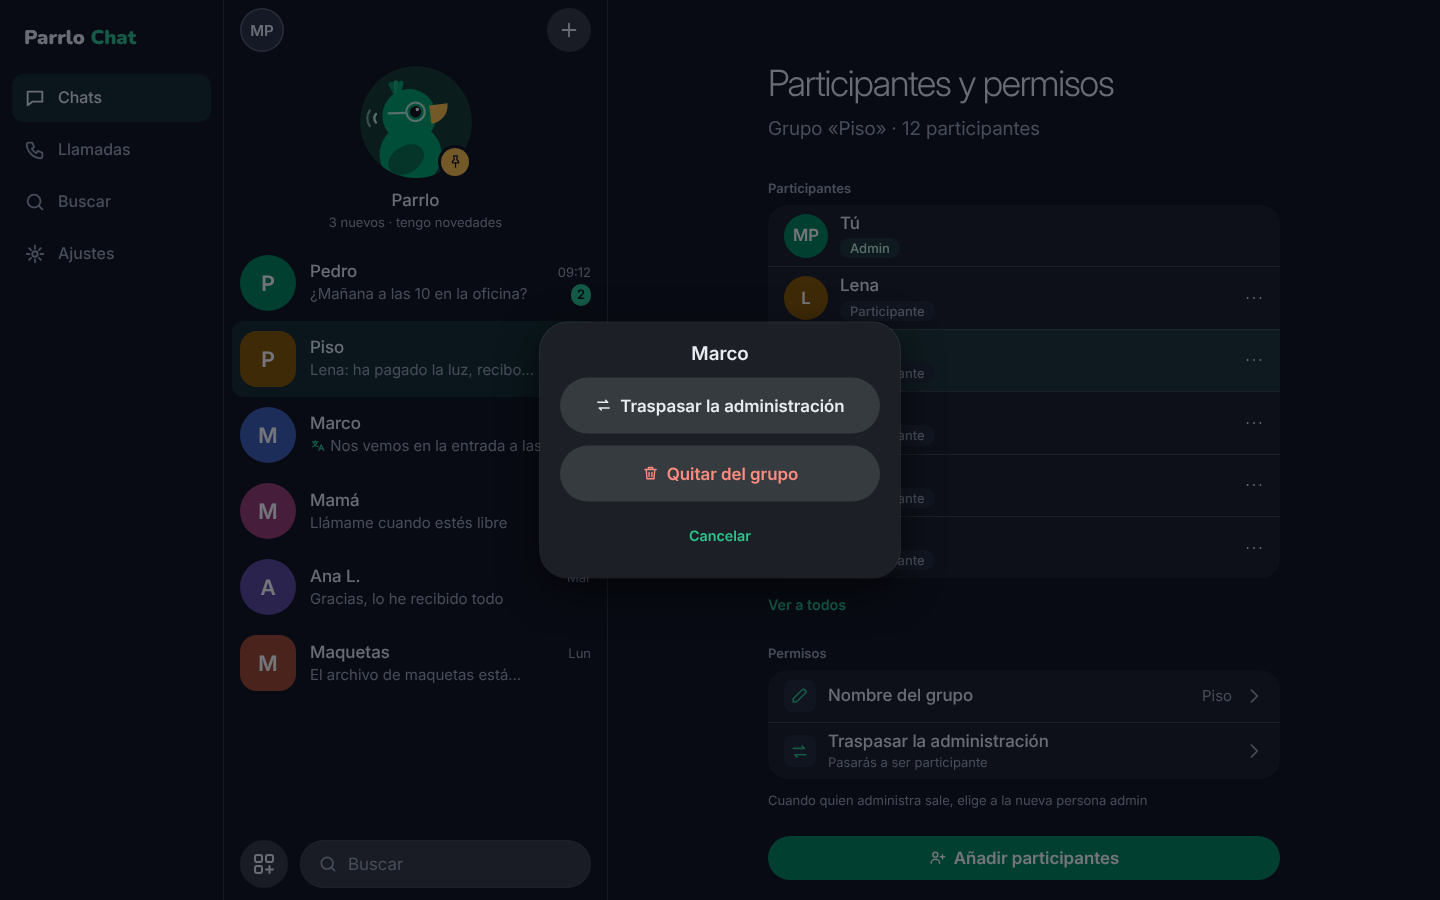 Parrlo Chat
Chats
Llamadas
Buscar
Ajustes
MP
Parrlo
3 nuevos · tengo novedades
P
Pedro
09:12
¿Mañana a las 10 en la oficina?
2
P
Piso
Lena: ha pagado la luz, recibo...
M
Marco
Nos vemos en la entrada a las
M
Mamá
Llámame cuando estés libre
A
Ana L.
Mar
Gracias, lo he recibido todo
M
Maquetas
Lun
El archivo de maquetas está...
Buscar
Participantes y permisos
Grupo «Piso» · 12 participantes
Participantes
MP
Tú
Admin
L
Lena
Participante
ante
ante
ante
ante
Ver a todos
Permisos
Nombre del grupo
Piso
Traspasar la administración
Pasarás a ser participante
Cuando quien administra sale, elige a la nueva persona admin
Añadir participantes
Marco
Traspasar la administración
Quitar del grupo
Cancelar